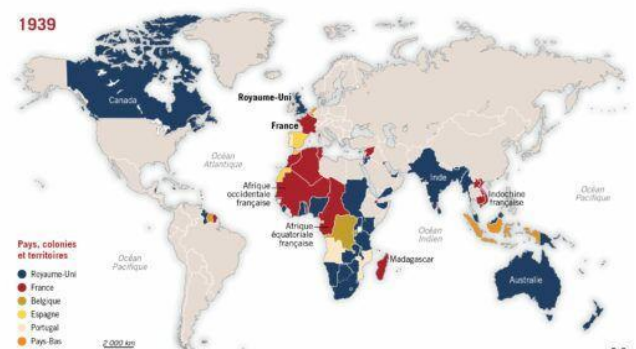 1939
Canada
Royaume-Uni
France
Océan
Atlantique
Afrique
occidentale
française
Afrique
équatoriale
française
Inde
Indochine
française
Océan
Pacifique
Océan
Indien
Madagascar
Australie
Océan
Pacifique
Pays, colonies
et territoires
Royaume-Uni
France
Belgique
Espagne
Portugal
Pays-Bas
2 000 km